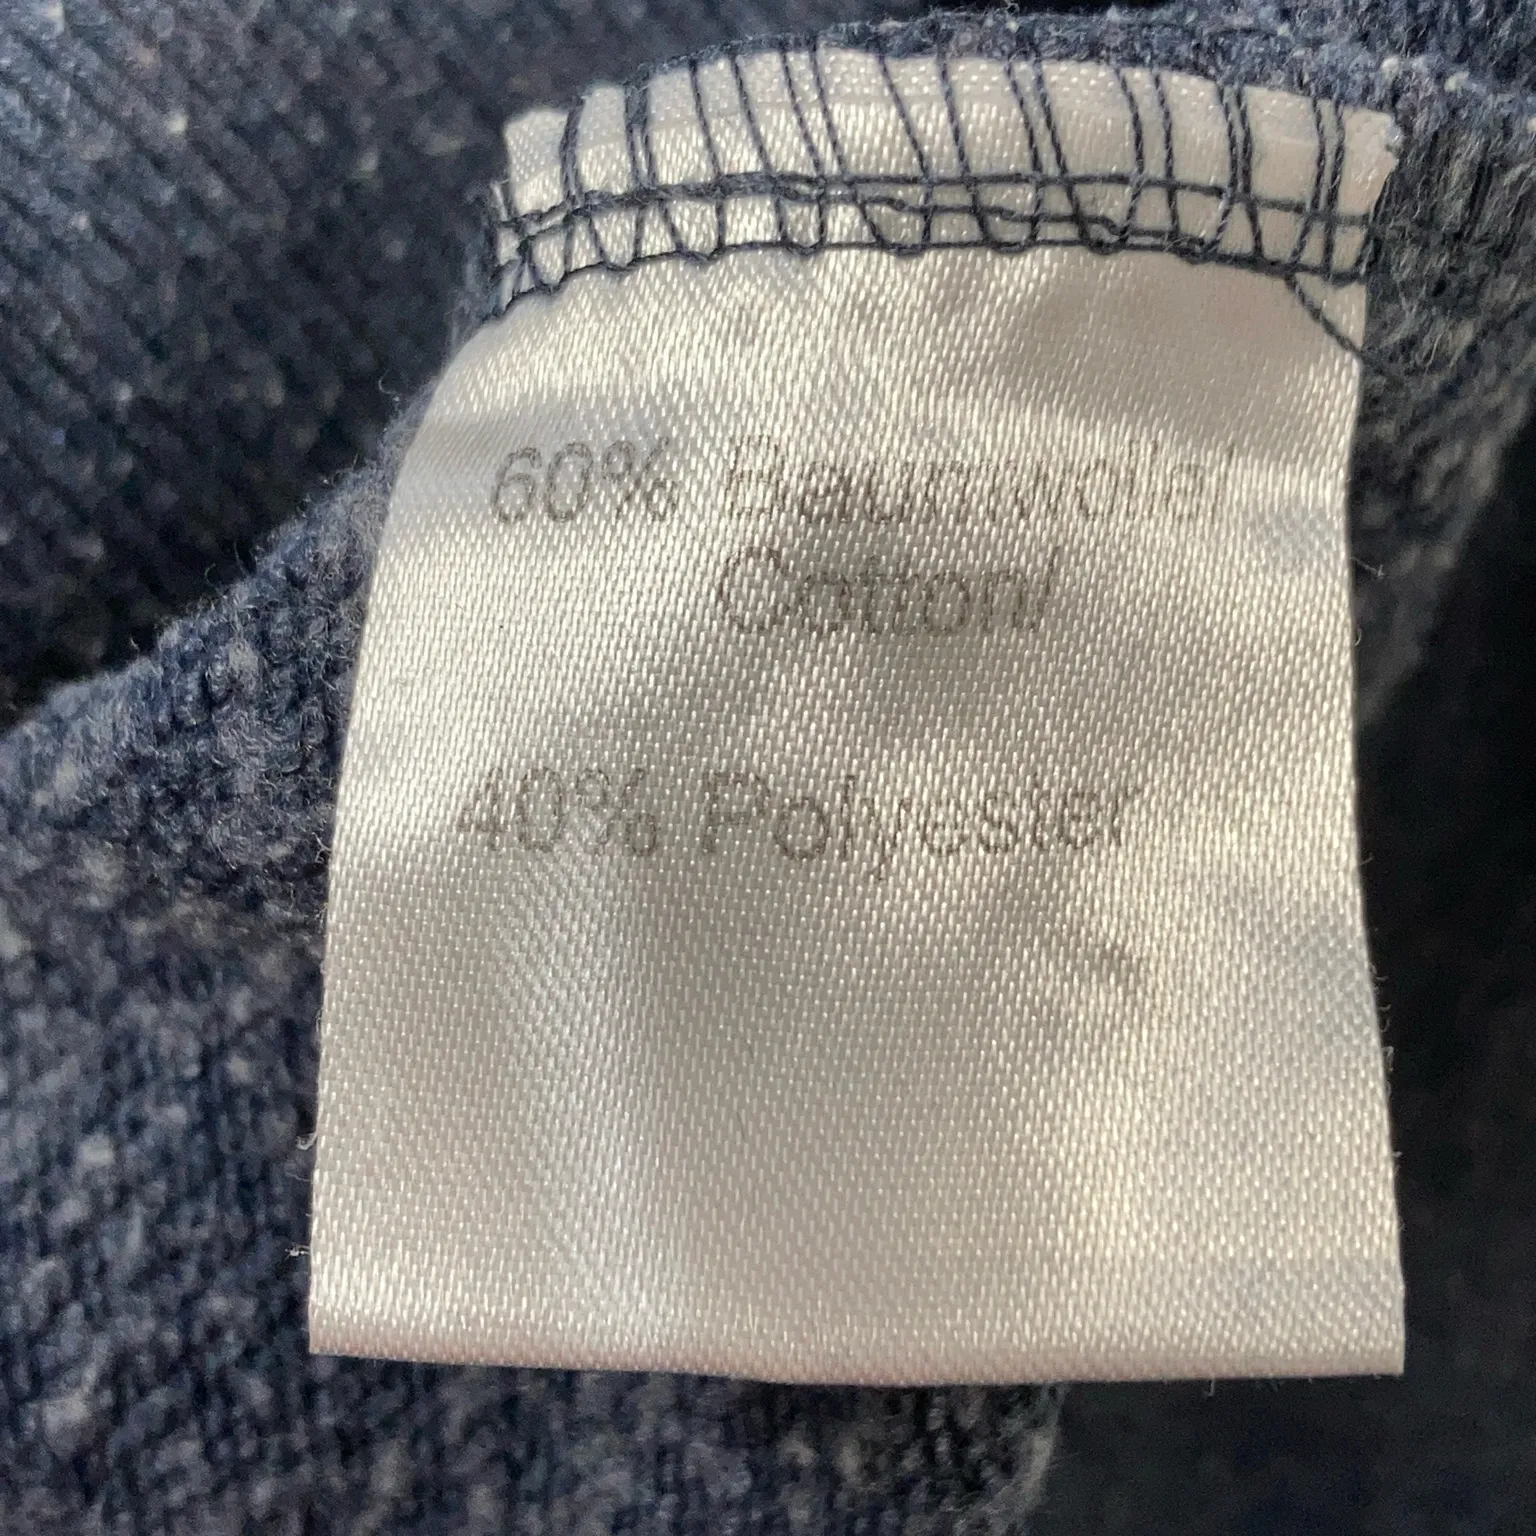 60% Baumwolle/
Cotton/
40% Polyester